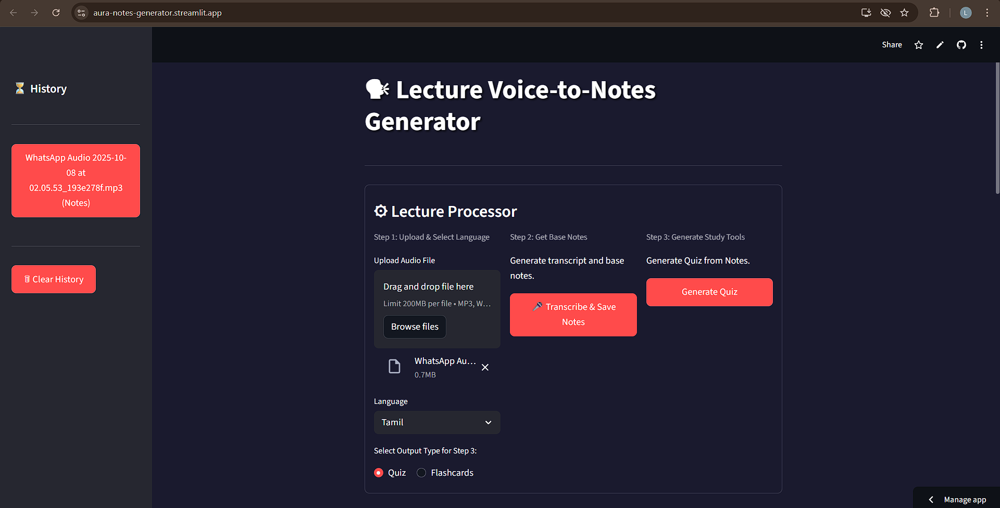 aura-notes-generator.streamlit.app
L
Share
History
WhatsApp Audio 2025-10-
08 at
02.05.53_193e278f.mp3
(Notes)
Clear History
Lecture Voice-to-Notes
Generator
Lecture Processor
Step 1: Upload & Select Language
Upload Audio File
Drag and drop file here
Limit 200MB per file • MP3, W...
Browse files
WhatsApp Au...
0.7MB
Language
Tamil
Select Output Type for Step 3:
Quiz
Flashcards
Step 2: Get Base Notes
Generate transcript and base
notes.
Transcribe & Save
Notes
Step 3: Generate Study Tools
Generate Quiz from Notes.
Generate Quiz
Manage app